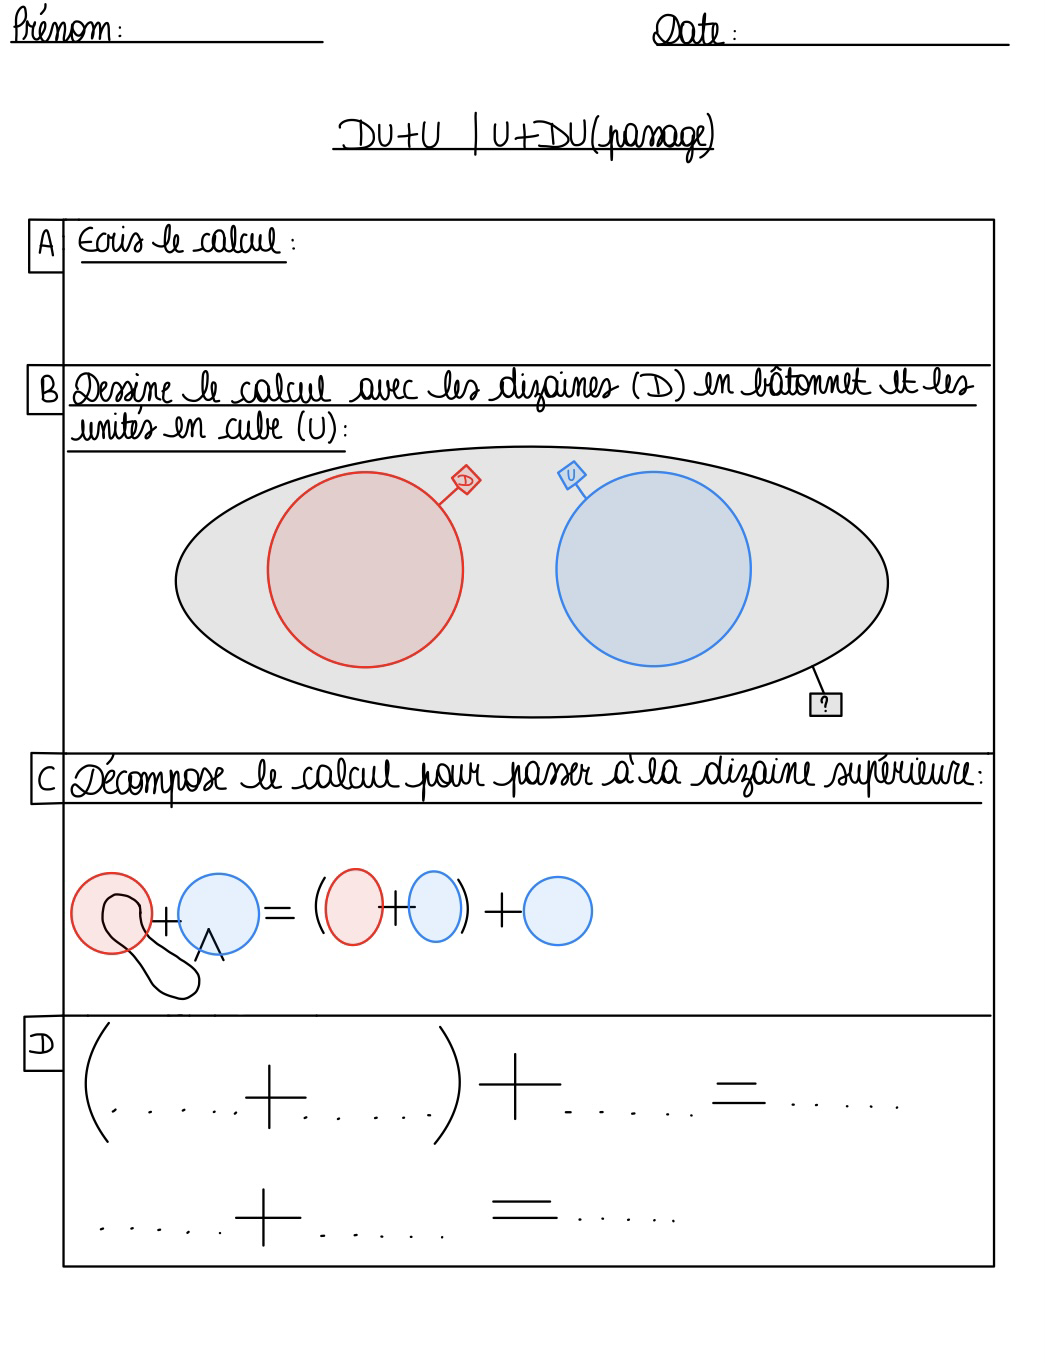 Prénom:
Date:
DU+U | U+DU(passage)
A
Ecris le calcul :
B
Dessine le calcul avec les dizaines (D) en bâtonnet et les
unités en cube (U):
D
U
?
C
Décompose le calcul pour passer à la dizaine supérieure:
+ = ( + ) +
D
( ..... + ..... ) + ..... = .....
..... + ..... = .....